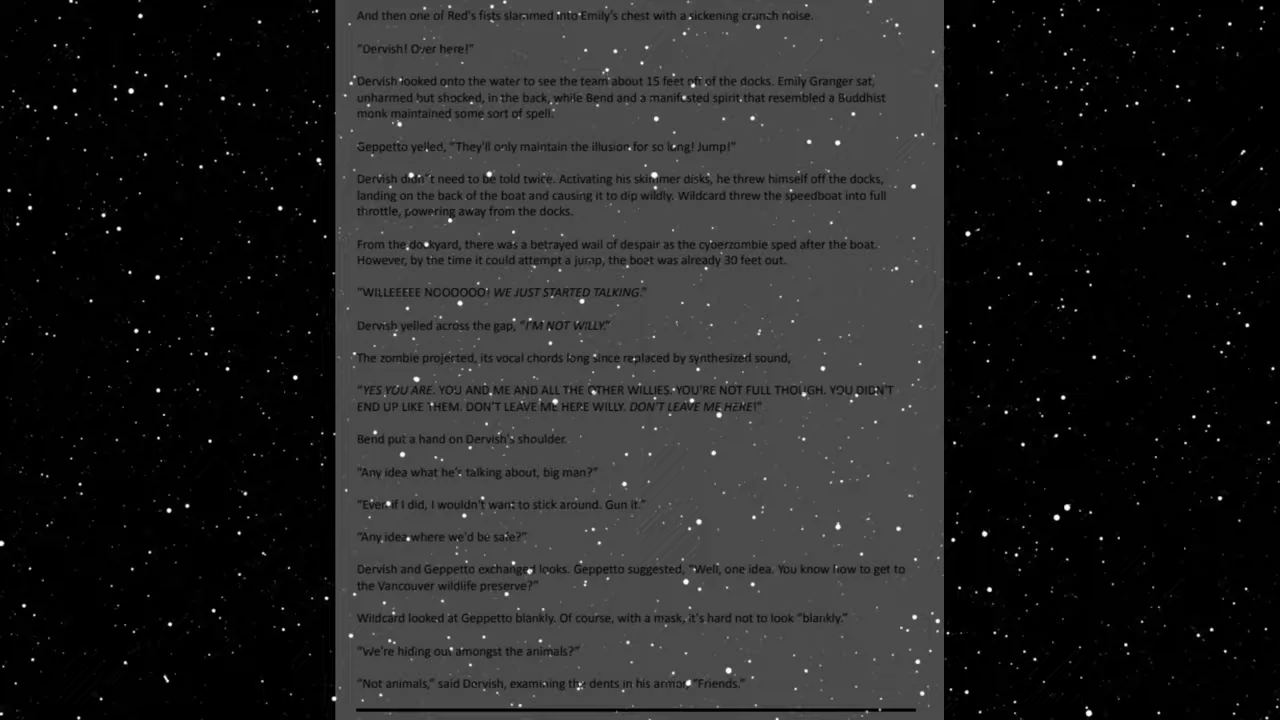 And then one of Red's fists slammed into Emily's chest with a sickening crunch noise.
“Dervish! Over here!”
Dervish looked onto the water to see the team about 15 feet off of the docks. Emily Granger sat,
unharmed but shocked, in the back, while Bend and a manifested spirit that resembled a Buddhist
monk maintained some sort of spell.
Geppetto yelled, “They'll only maintain the illusion for so long! Jump!”
Dervish didn't need to be told twice. Activating his skimmer disks, he threw himself off the docks,
landing on the back of the boat and causing it to dip wildly. Wildcard threw the speedboat into full
throttle, powering away from the docks.
From the dockyard, there was a betrayed wail of despair as the cyberzombie sped after the boat.
However, by the time it could attempt a jump, the boat was already 30 feet out.
“WILLEEEEE NOOOOOO! WE JUST STARTED TALKING.”
Dervish yelled across the gap, “I'M NOT WILLY.”
The zombie projected, its vocal chords long since replaced by synthesized sound,
“YES YOU ARE. YOU AND ME AND ALL THE OTHER WILLIES. YOU'RE NOT FULL THOUGH. YOU DIDN'T
END UP LIKE THEM. DON'T LEAVE ME HERE WILLY. DON'T LEAVE ME HERE!”
Bend put a hand on Dervish's shoulder.
“Any idea what he's talking about, big man?”
“Even if I did, I wouldn't want to stick around. Gun it.”
“Any idea where we'd be safe?”
Dervish and Geppetto exchanged looks. Geppetto suggested, “Well, one idea. You know how to get to
the Vancouver wildlife preserve?”
Wildcard looked at Geppetto blankly. Of course, with a mask, it's hard not to look “blankly.”
“We're hiding out amongst the animals?”
“Not animals,” said Dervish, examining the dents in his armor, “Friends.”